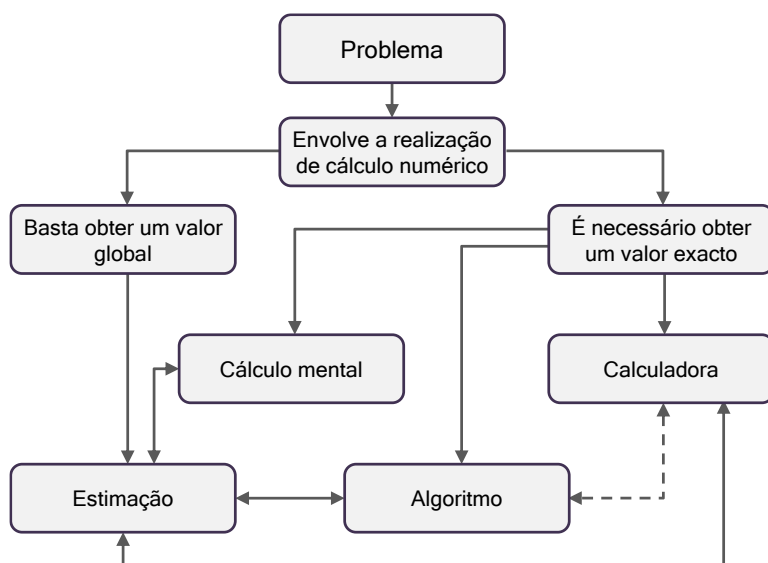 Problema
Envolve a realização
de cálculo numérico
Basta obter um valor
global
É necessário obter
um valor exacto
Cálculo mental
Calculadora
Estimação
Algoritmo